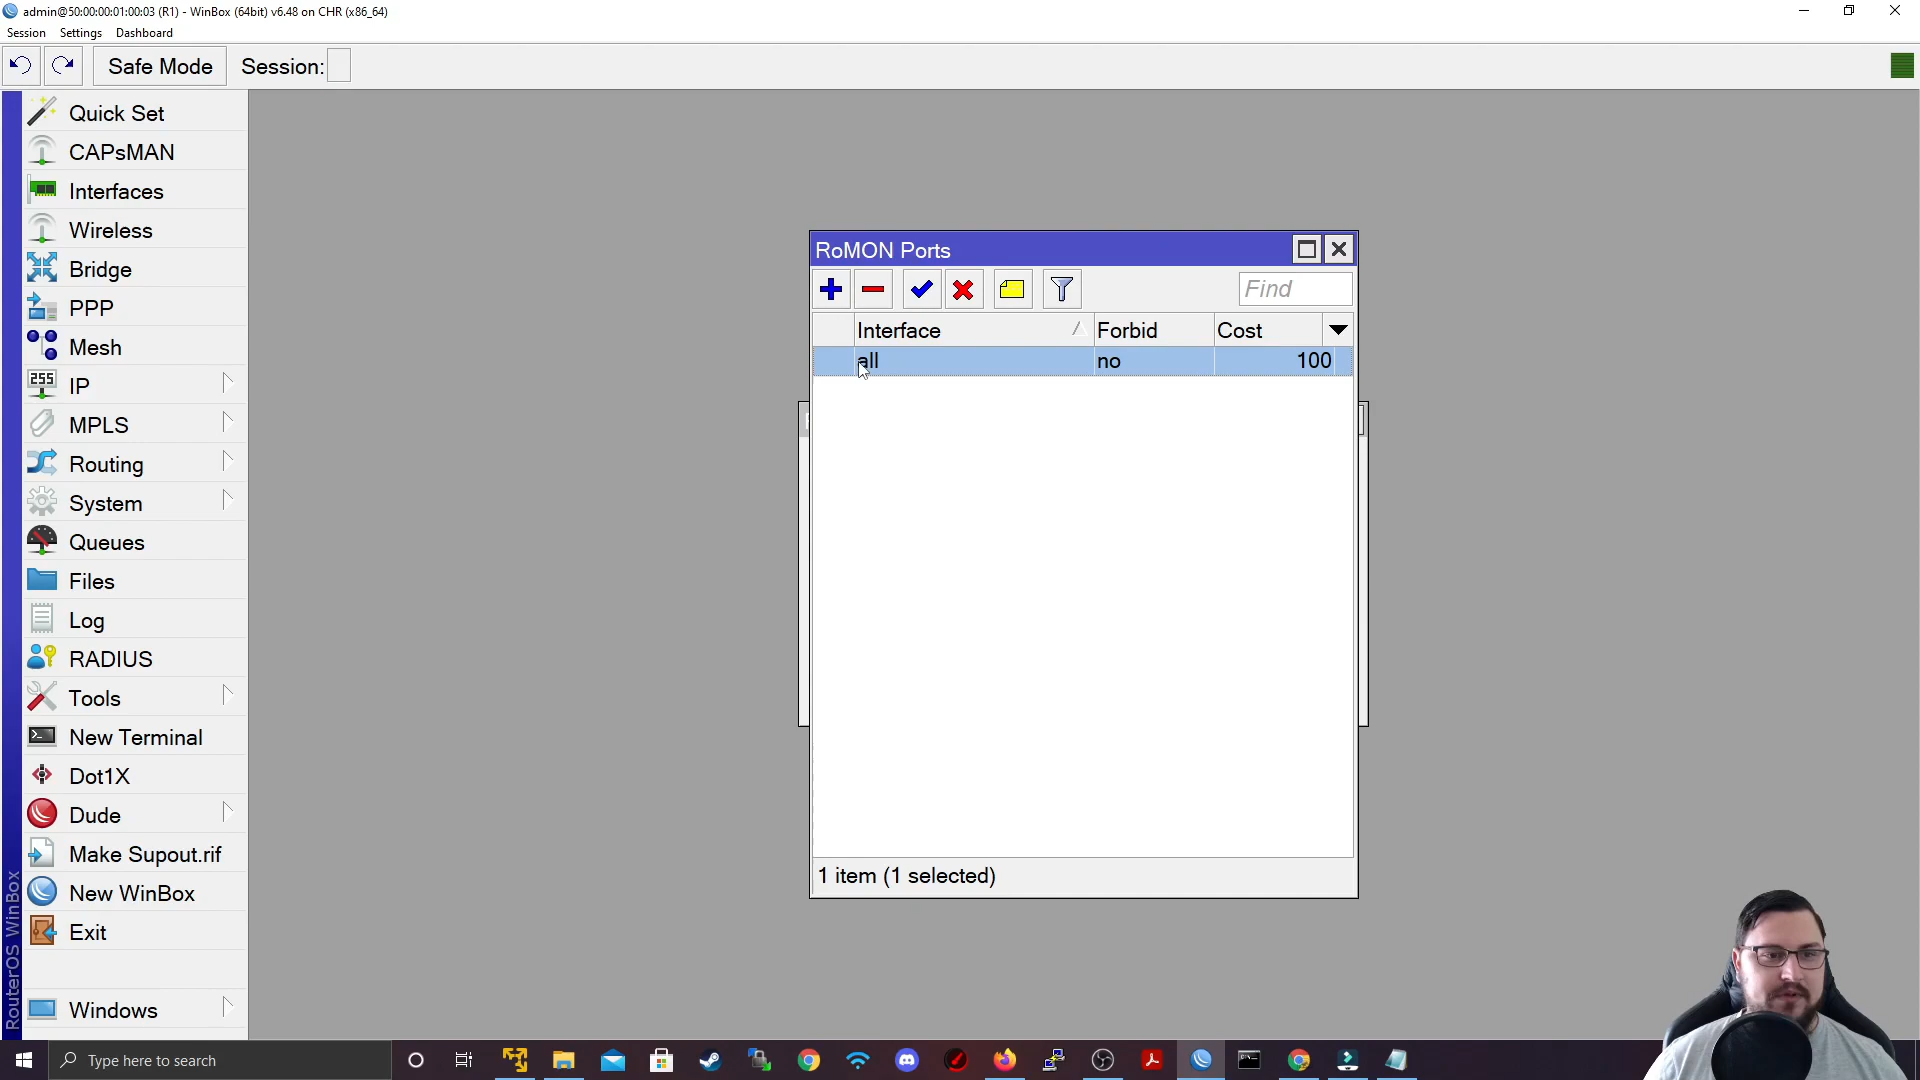 admin@50:00:00:01:00:03 (R1) - WinBox (64bit) v6.48 on CHR (x86_64)
Session Settings Dashboard
Safe Mode Session:
Quick Set
CAPsMAN
Interfaces
Wireless
Bridge
PPP
Mesh
255 IP
MPLS
Routing
System
Queues
Files
Log
RADIUS
Tools
New Terminal
Dot1X
Dude
Make Supout.rif
New WinBox
Exit
Windows
RouterOS WinBox
RoMON Ports
Find
Interface Forbid Cost
all no 100
1 item (1 selected)
Type here to search